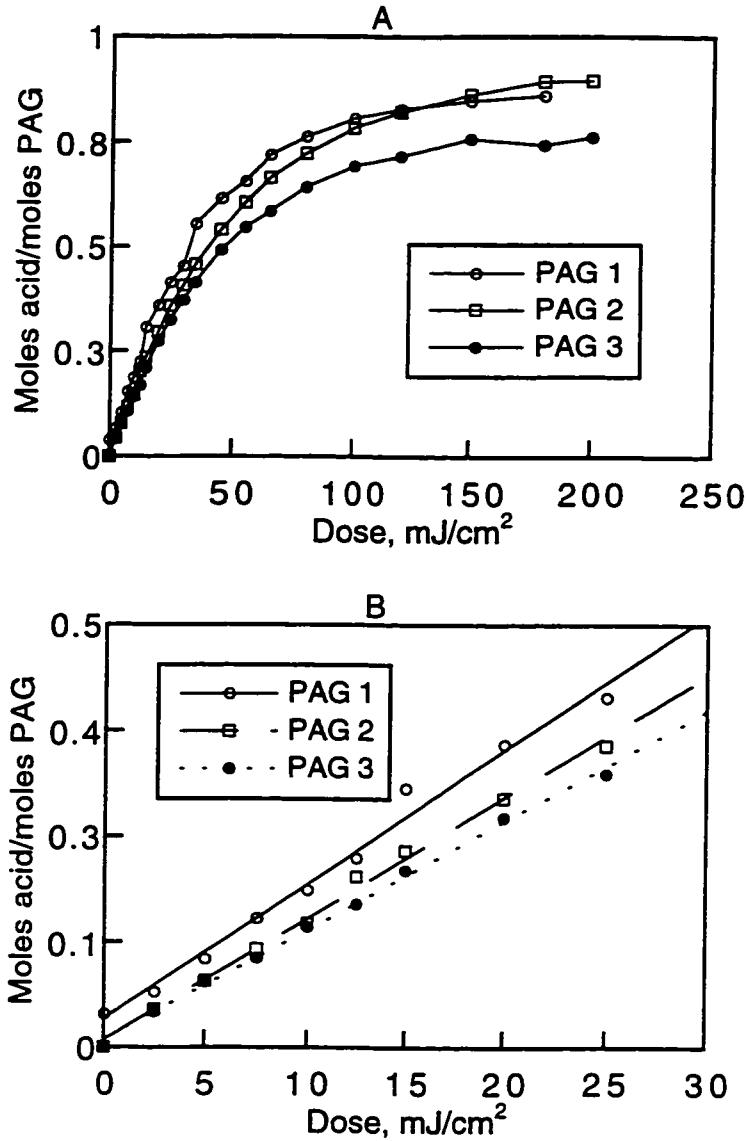 A
Moles acid/moles PAG
1
0.8
0.5
0.3
0
PAG 1
PAG 2
PAG 3
0 50 100 150 200 250
Dose, mJ/cm²
B
Moles acid/moles PAG
0.5
0.4
0.3
0.1
0
PAG 1
PAG 2
PAG 3
0 5 10 15 20 25 30
Dose, mJ/cm²